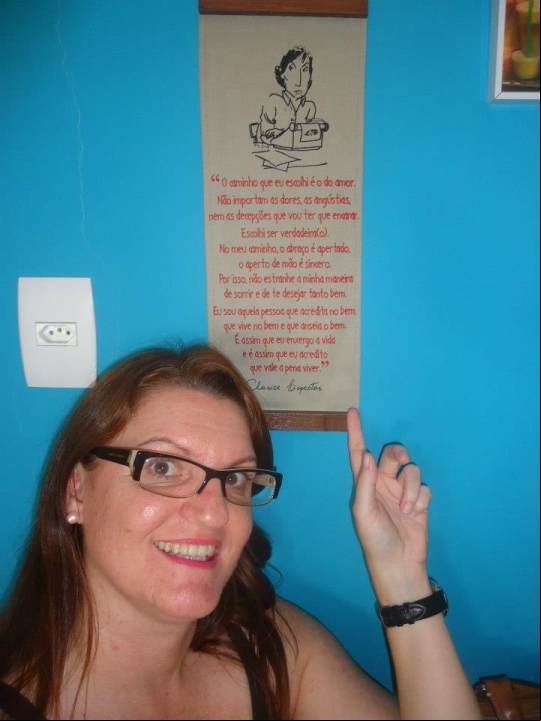 “O caminho que eu escolhi é o do amor.
Não importam as dores, as angústias,
nem as decepções que vou ter que encarar.
Escolhi ser verdadeira(o).
No meu caminho, o abraço é apertado,
o aperto de mão é sincero.
Por isso, não estranhe a minha maneira
de sorrir e de te desejar tanto bem.
Eu sou aquela pessoa que acredita no bem,
que vive no bem e que anseia o bem.
É assim que eu enxergo a vida
e é assim que eu acredito
que vale a pena viver.”
Clarice Lispector